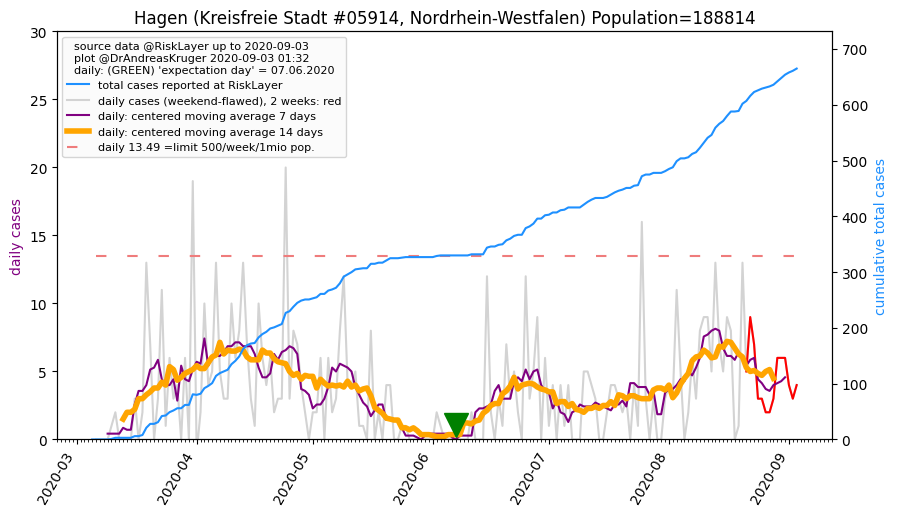 Hagen (Kreisfreie Stadt #05914, Nordrhein-Westfalen) Population=188814
source data @RiskLayer up to 2020-09-03
plot @DrAndreasKruger 2020-09-03 01:32
daily: (GREEN) 'expectation day' = 07.06.2020
total cases reported at RiskLayer
daily cases (weekend-flawed), 2 weeks: red
daily: centered moving average 7 days
daily: centered moving average 14 days
daily 13.49 =limit 500/week/1mio pop.
daily cases
30
25
20
15
10
5
0
700
600
500
400
300
200
100
0
cumulative total cases
2020-03
2020-04
2020-05
2020-06
2020-07
2020-08
2020-09